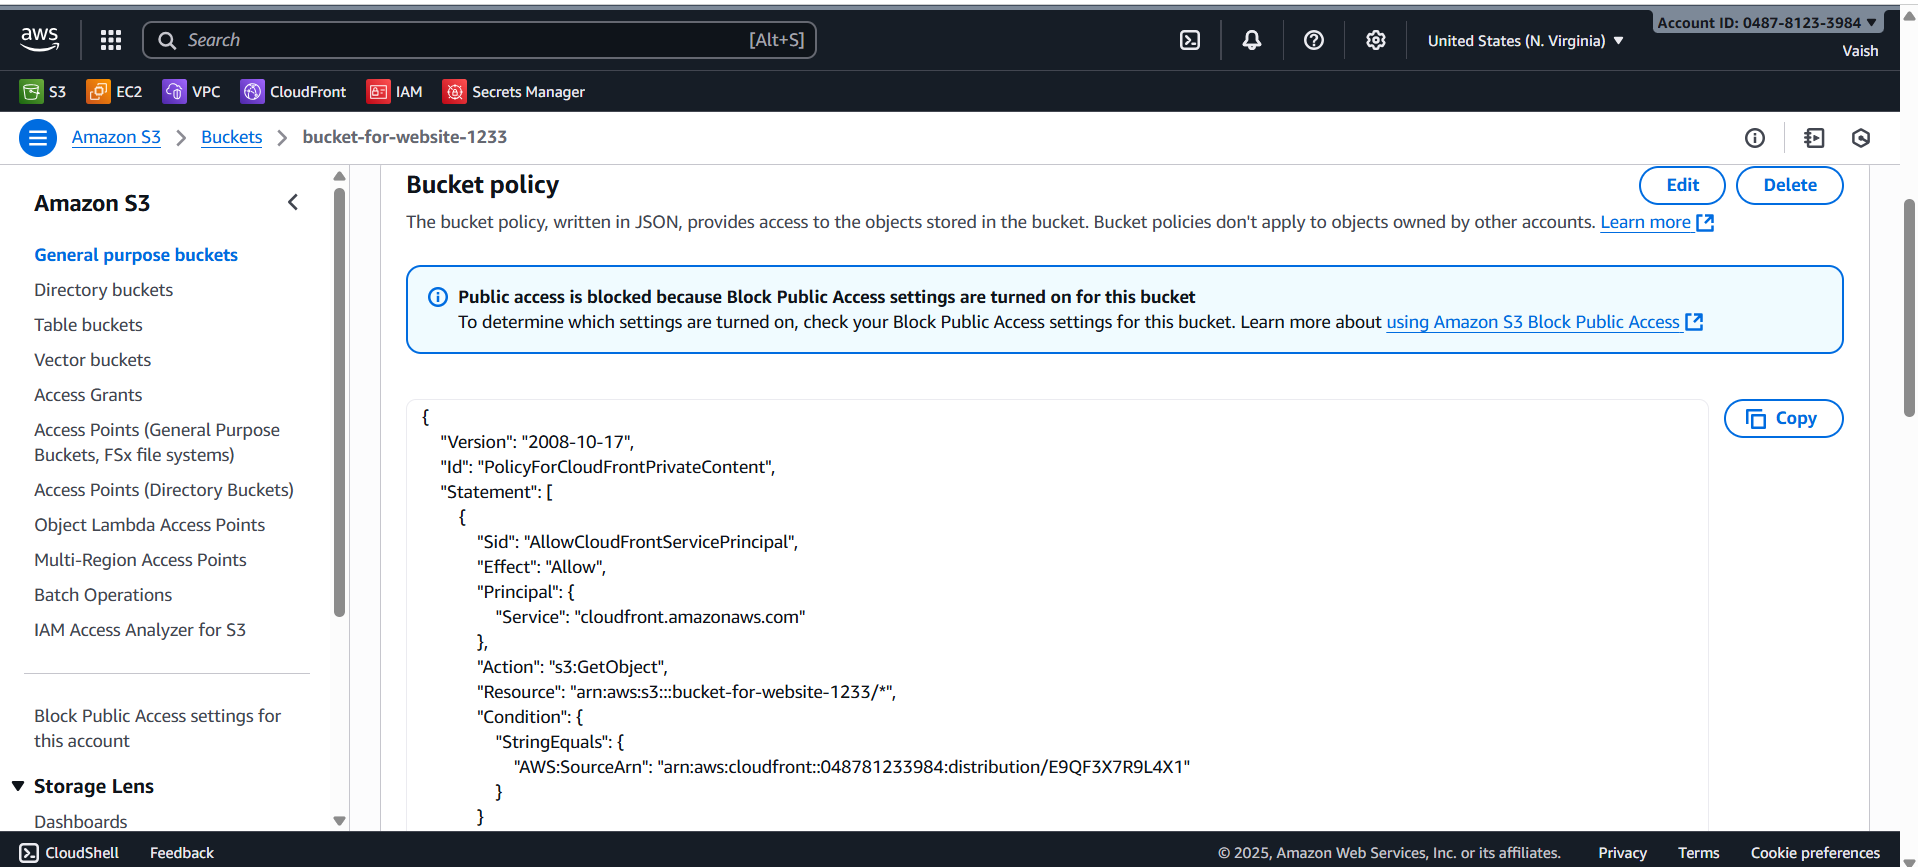 aws
Search
[Alt+S]
United States (N. Virginia)
Account ID: 0487-8123-3984
Vaish
S3
EC2
VPC
CloudFront
IAM
Secrets Manager
Amazon S3
Buckets
bucket-for-website-1233
Amazon S3
General purpose buckets
Directory buckets
Table buckets
Vector buckets
Access Grants
Access Points (General Purpose
Buckets, FSx file systems)
Access Points (Directory Buckets)
Object Lambda Access Points
Multi-Region Access Points
Batch Operations
IAM Access Analyzer for S3
Block Public Access settings for
this account
Storage Lens
Dashboards
Bucket policy
Edit
Delete
The bucket policy, written in JSON, provides access to the objects stored in the bucket. Bucket policies don't apply to objects owned by other accounts. Learn more
Public access is blocked because Block Public Access settings are turned on for this bucket
To determine which settings are turned on, check your Block Public Access settings for this bucket. Learn more about using Amazon S3 Block Public Access
Copy
{
"Version": "2008-10-17",
"Id": "PolicyForCloudFrontPrivateContent",
"Statement": [
{
"Sid": "AllowCloudFrontServicePrincipal",
"Effect": "Allow",
"Principal": {
"Service": "cloudfront.amazonaws.com"
},
"Action": "s3:GetObject",
"Resource": "arn:aws:s3:::bucket-for-website-1233/*",
"Condition": {
"StringEquals": {
"AWS:SourceArn": "arn:aws:cloudfront::048781233984:distribution/E9QF3X7R9L4X1"
}
}
CloudShell
Feedback
© 2025, Amazon Web Services, Inc. or its affiliates.
Privacy
Terms
Cookie preferences